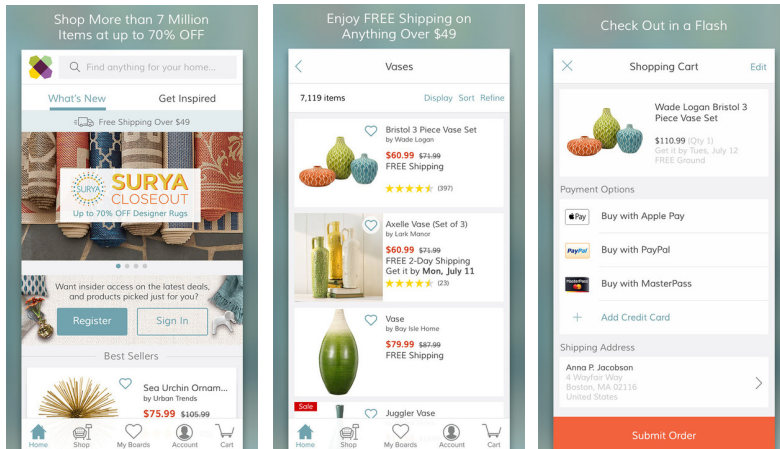 Shop More than 7 Million
Items at up to 70% OFF
Find anything for your home...
What's New
Get Inspired
Free Shipping Over $49
SURYA
SURYA
CLOSEOUT
Up to 70% OFF Designer Rugs
Want insider access on the latest deals,
and products picked just for you?
Register
Sign In
Best Sellers
Sea Urchin Ornam...
by Urban Trends
$75.99 $105.99
Home
Shop
My Boards
Account
Cart
Enjoy FREE Shipping on
Anything Over $49
Vases
7,119 items
Display Sort Refine
Bristol 3 Piece Vase Set
by Wade Logan
$60.99 $71.99
FREE Shipping
(397)
Axelle Vase (Set of 3)
by Lark Manor
$60.99 $71.99
FREE 2-Day Shipping
Get it by Mon, July 11
(23)
Vase
by Bay Isle Home
$79.99 $87.99
FREE Shipping
Sale
Juggler Vase
Home
Shop
My Boards
Account
Cart
Check Out in a Flash
Shopping Cart
Edit
Wade Logan Bristol 3
Piece Vase Set
$110.99 (Qty 1)
Get it by Tues, July 12
FREE Ground
Payment Options
Pay
Buy with Apple Pay
PayPal
Buy with PayPal
MasterPass
Buy with MasterPass
+ Add Credit Card
Shipping Address
Anna P. Jacobson
4 Wayfair Way
Boston, MA 02116
United States
Submit Order